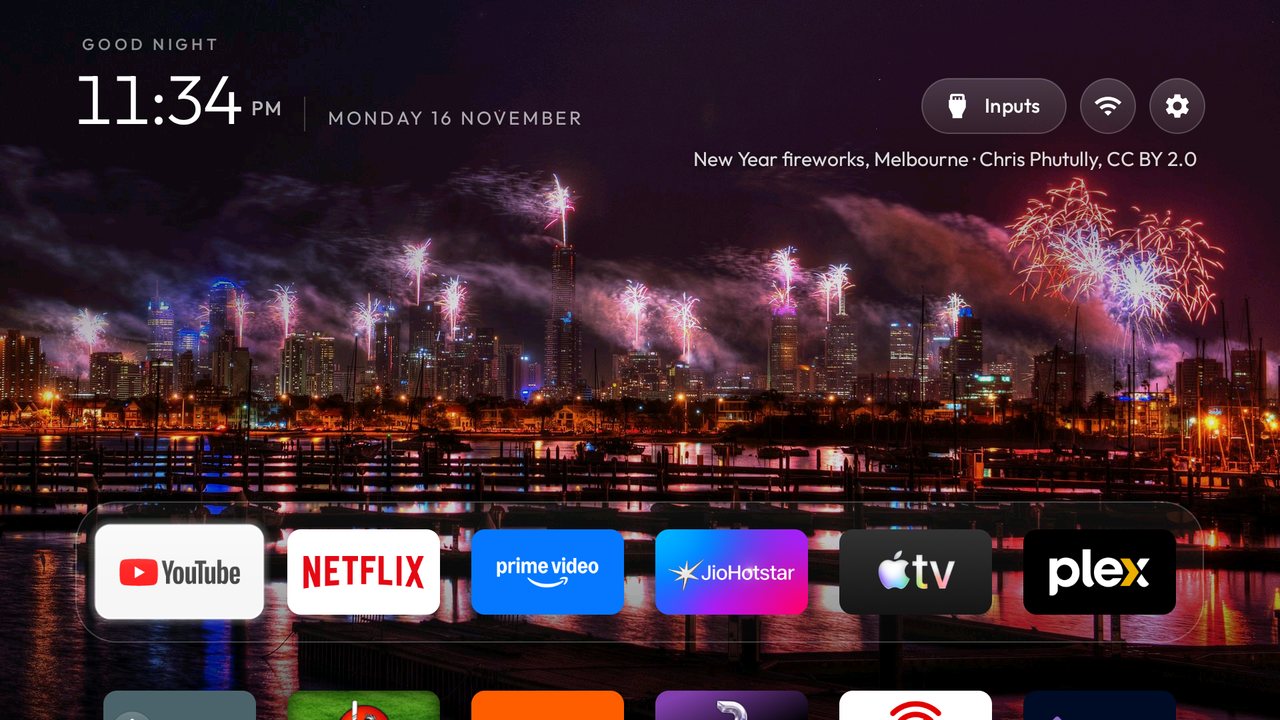 GOOD NIGHT
11:34 PM
MONDAY 16 NOVEMBER
Inputs
New Year fireworks, Melbourne · Chris Phutully, CC BY 2.0
YouTube
NETFLIX
prime video
JioHotstar
tv
plex